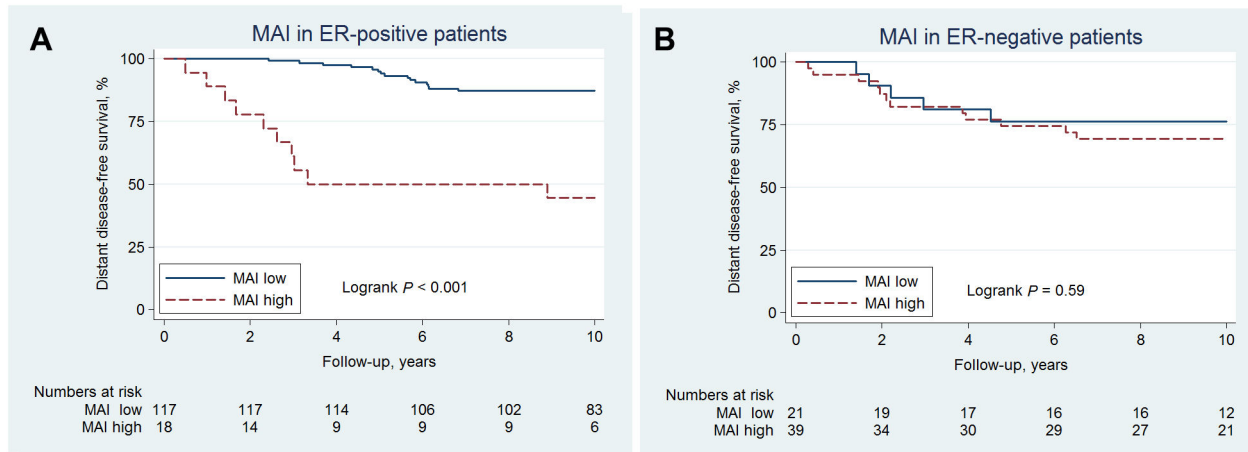 A
MAI in ER-positive patients
Distant disease-free survival, %
100
75
50
25
0
MAI low
MAI high
Logrank P < 0.001
0 2 4 6 8 10
Follow-up, years
Numbers at risk
MAI low 117 117 114 106 102 83
MAI high 18 14 9 9 9 6
B
MAI in ER-negative patients
Distant disease-free survival, %
100
75
50
25
0
MAI low
MAI high
Logrank P = 0.59
0 2 4 6 8 10
Follow-up, years
Numbers at risk
MAI low 21 19 17 16 16 12
MAI high 39 34 30 29 27 21